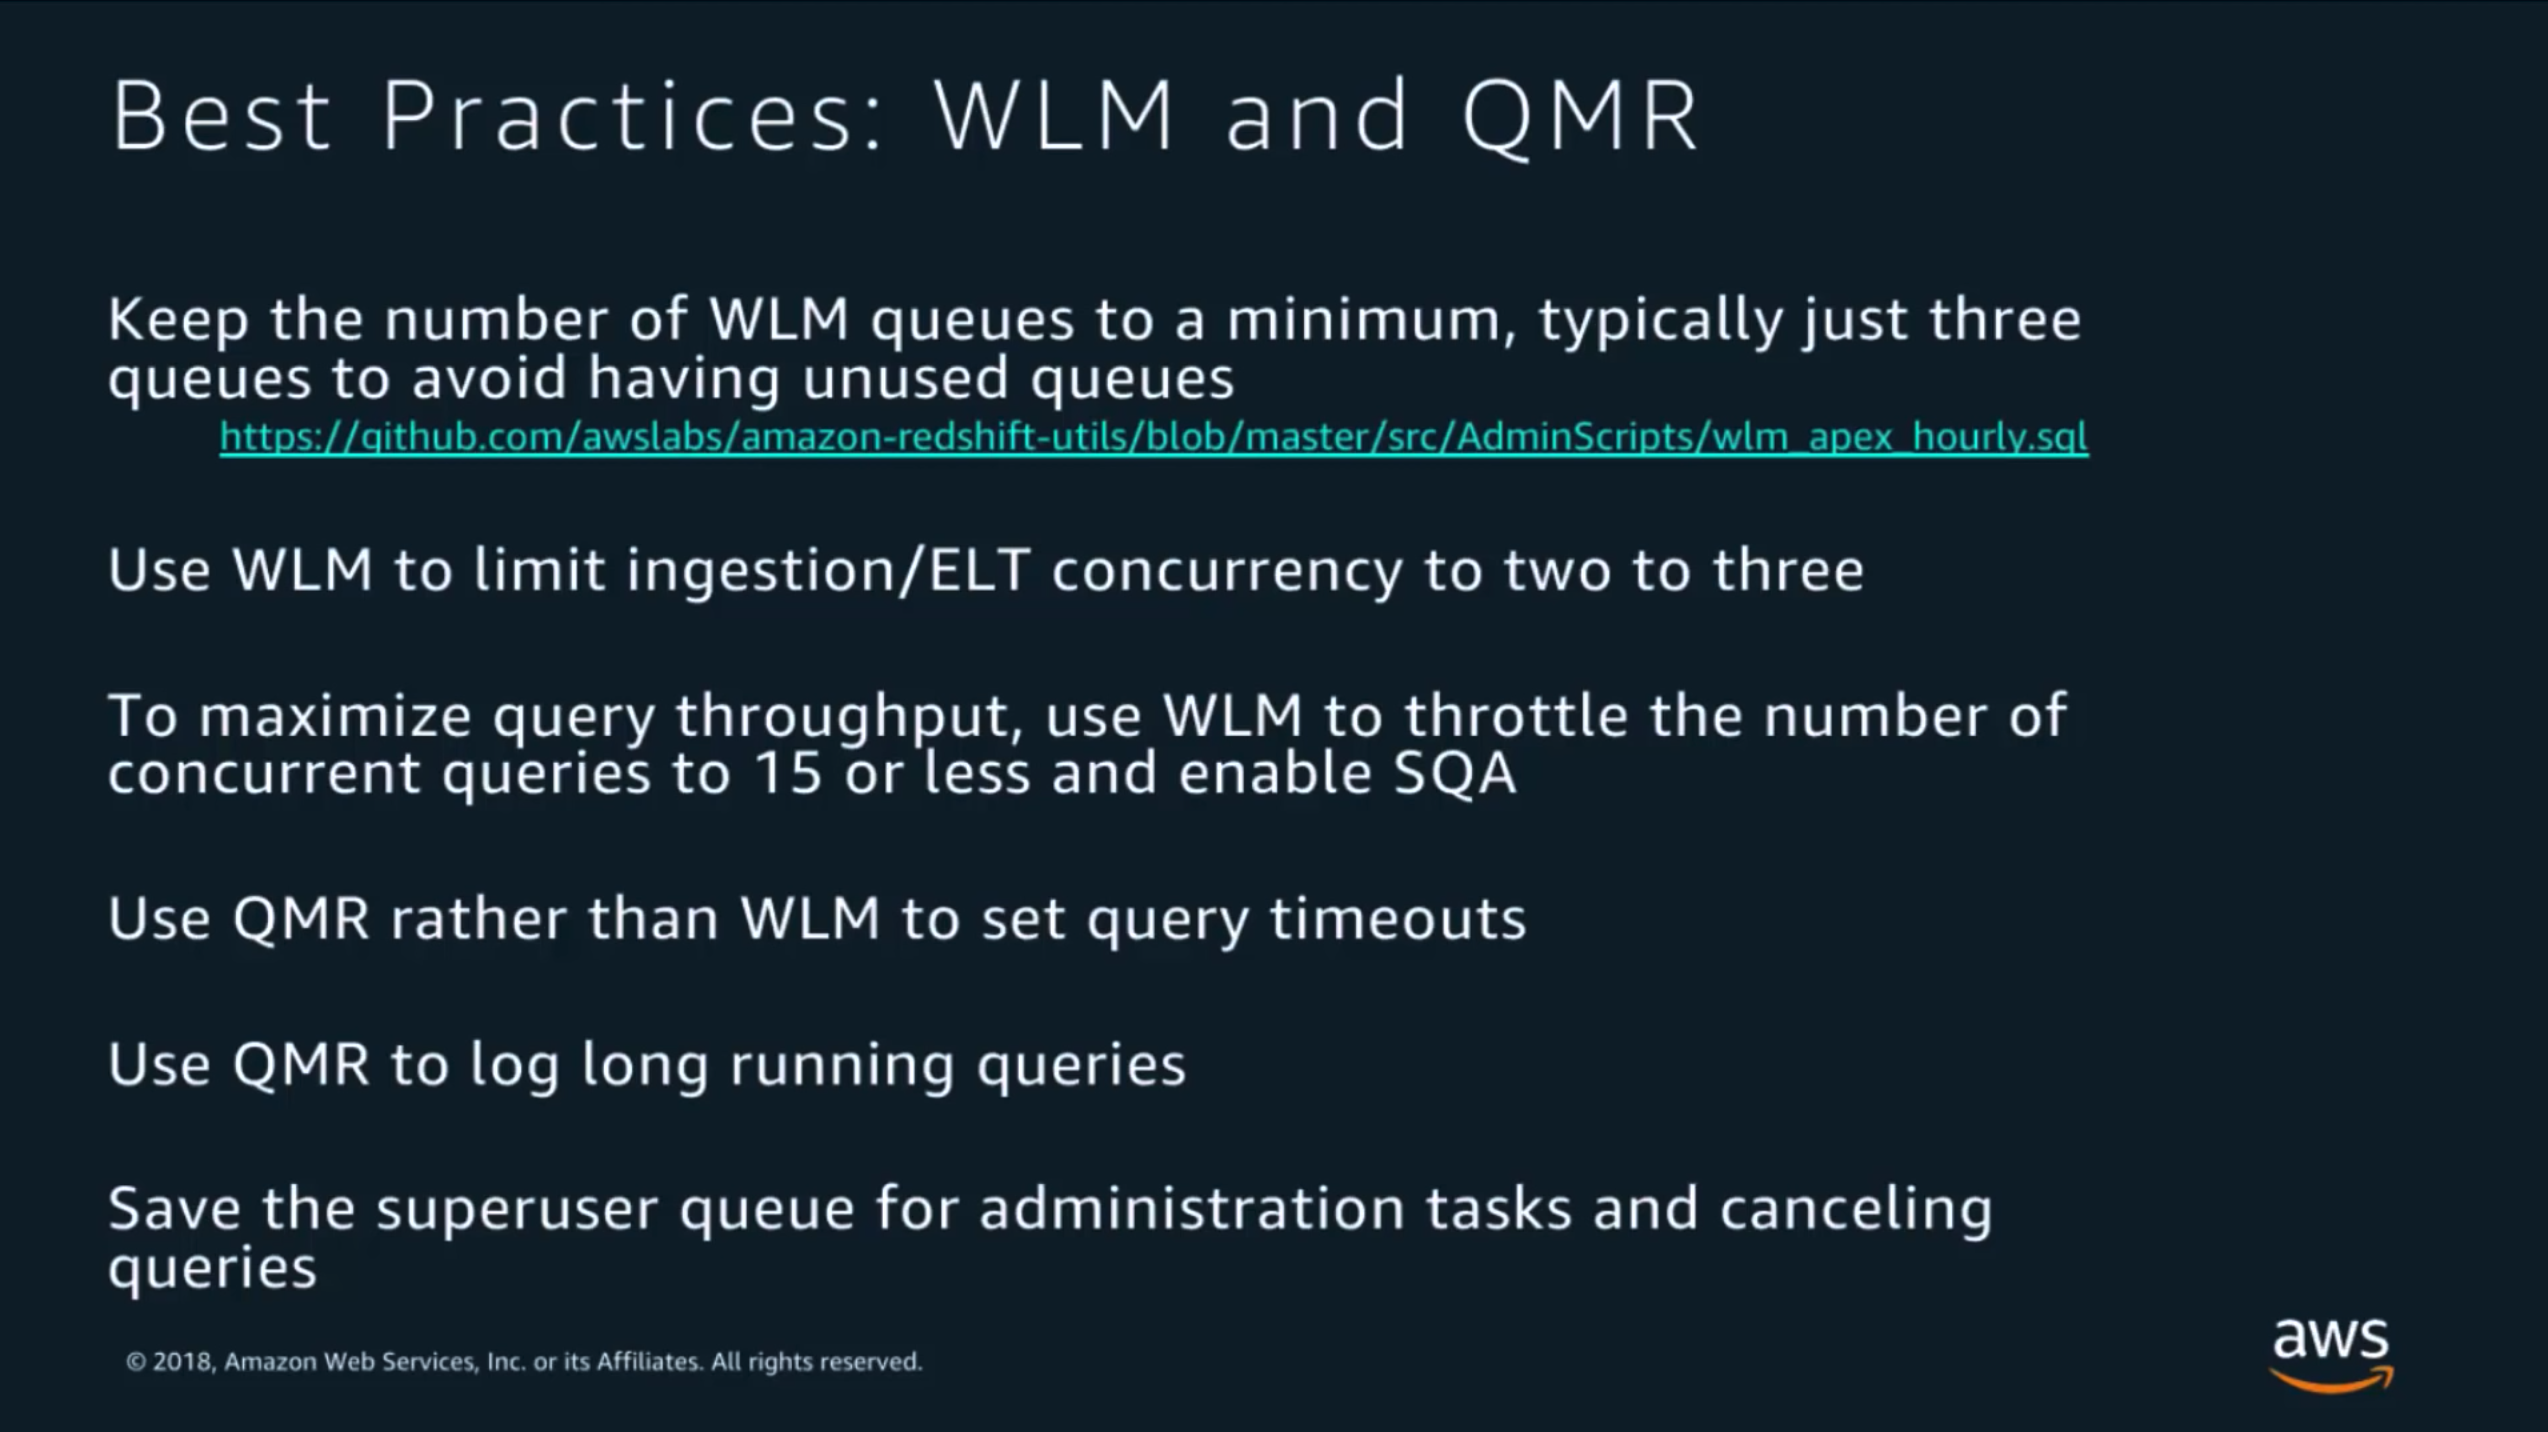 Best Practices: WLM and QMR
Keep the number of WLM queues to a minimum, typically just three
queues to avoid having unused queues
https://github.com/awslabs/amazon-redshift-utils/blob/master/src/AdminScripts/wlm_apex_hourly.sql
Use WLM to limit ingestion/ELT concurrency to two to three
To maximize query throughput, use WLM to throttle the number of
concurrent queries to 15 or less and enable SQA
Use QMR rather than WLM to set query timeouts
Use QMR to log long running queries
Save the superuser queue for administration tasks and canceling
queries
© 2018, Amazon Web Services, Inc. or its Affiliates. All rights reserved.
aws